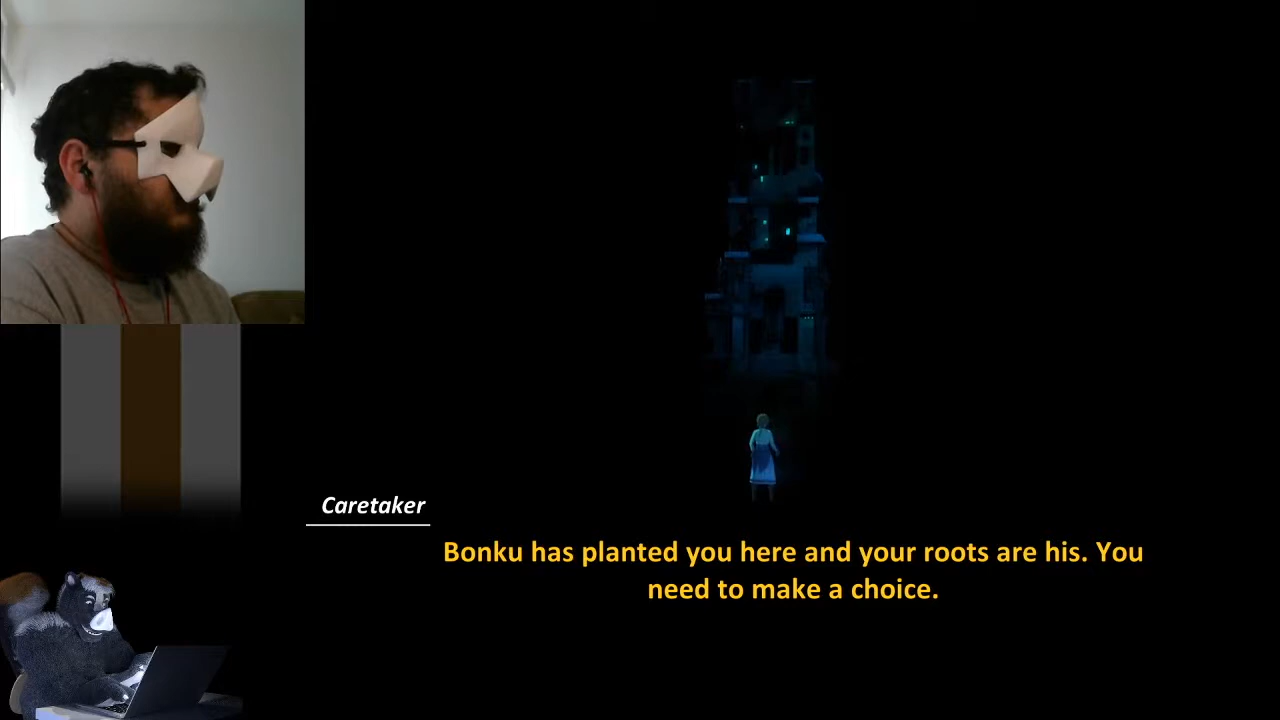 Caretaker
Bonku has planted you here and your roots are his. You
need to make a choice.